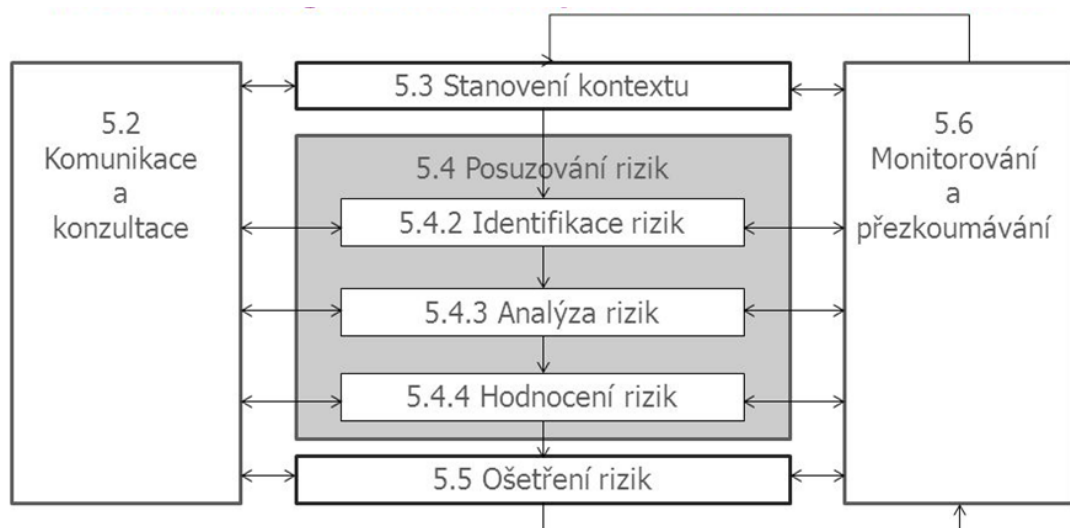 5.3 Stanovení kontextu
5.2
Komunikace
a
konzultace
5.6
Monitorování
a
přezkoumávání
5.4 Posuzování rizik
5.4.2 Identifikace rizik
5.4.3 Analýza rizik
5.4.4 Hodnocení rizik
5.5 Ošetření rizik